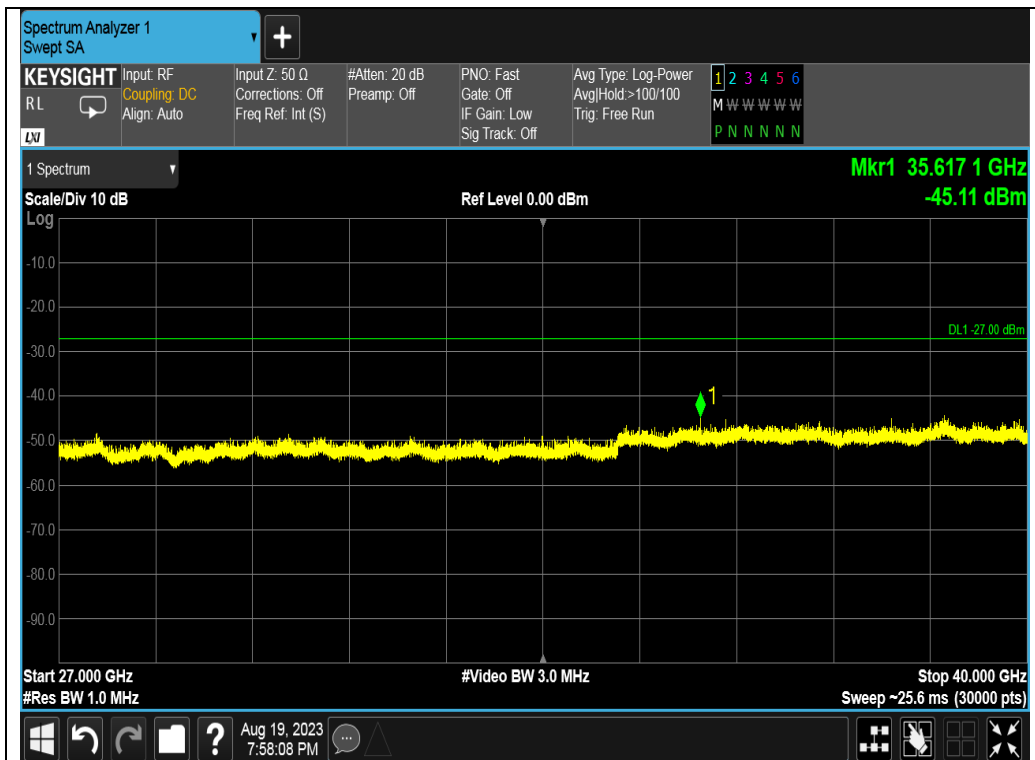 Spectrum Analyzer 1
Swept SA
+
KEYSIGHT
RL
LXI
Input: RF
Coupling: DC
Align: Auto
Input Z: 50 Ω
Corrections: Off
Freq Ref: Int (S)
#Atten: 20 dB
Preamp: Off
PNO: Fast
Gate: Off
IF Gain: Low
Sig Track: Off
Avg Type: Log-Power
Avg|Hold:>100/100
Trig: Free Run
1 2 3 4 5 6
M W W W W W
P N N N N N
1 Spectrum
Mkr1 35.617 1 GHz
-45.11 dBm
Scale/Div 10 dB
Ref Level 0.00 dBm
Log
-10.0
-20.0
DL1 -27.00 dBm
-30.0
-40.0
1
-50.0
-60.0
-70.0
-80.0
-90.0
Start 27.000 GHz
#Video BW 3.0 MHz
Stop 40.000 GHz
#Res BW 1.0 MHz
Sweep ~25.6 ms (30000 pts)
?
Aug 19, 2023
7:58:08 PM